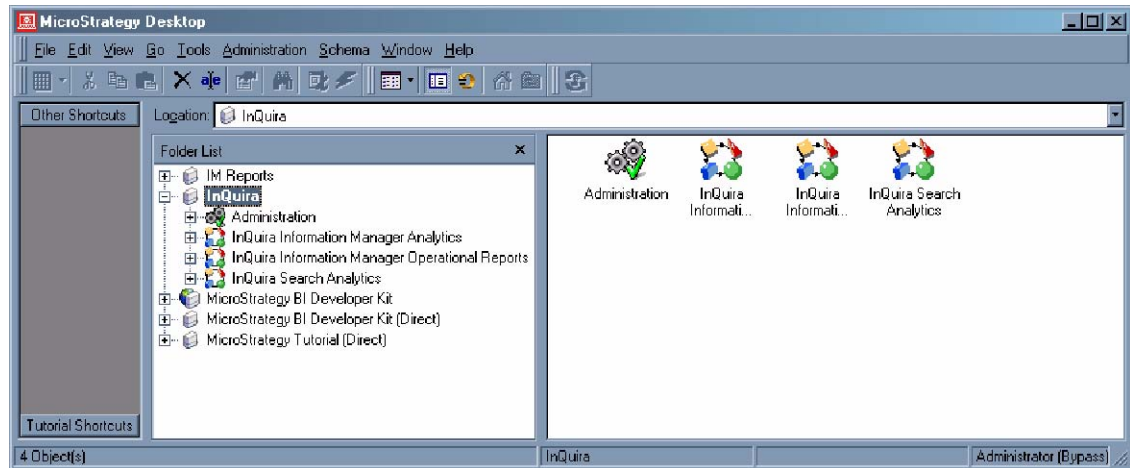 MicroStrategy Desktop
File Edit View Go Tools Administration Schema Window Help
Other Shortcuts
Location: InQuira
Folder List
IM Reports
InQuira
Administration
InQuira Information Manager Analytics
InQuira Information Manager Operational Reports
InQuira Search Analytics
MicroStrategy BI Developer Kit
MicroStrategy BI Developer Kit (Direct)
MicroStrategy Tutorial (Direct)
Administration
InQuira Informati...
InQuira Informati...
InQuira Search Analytics
Tutorial Shortcuts
4 Object(s) InQuira Administrator (Bypass)